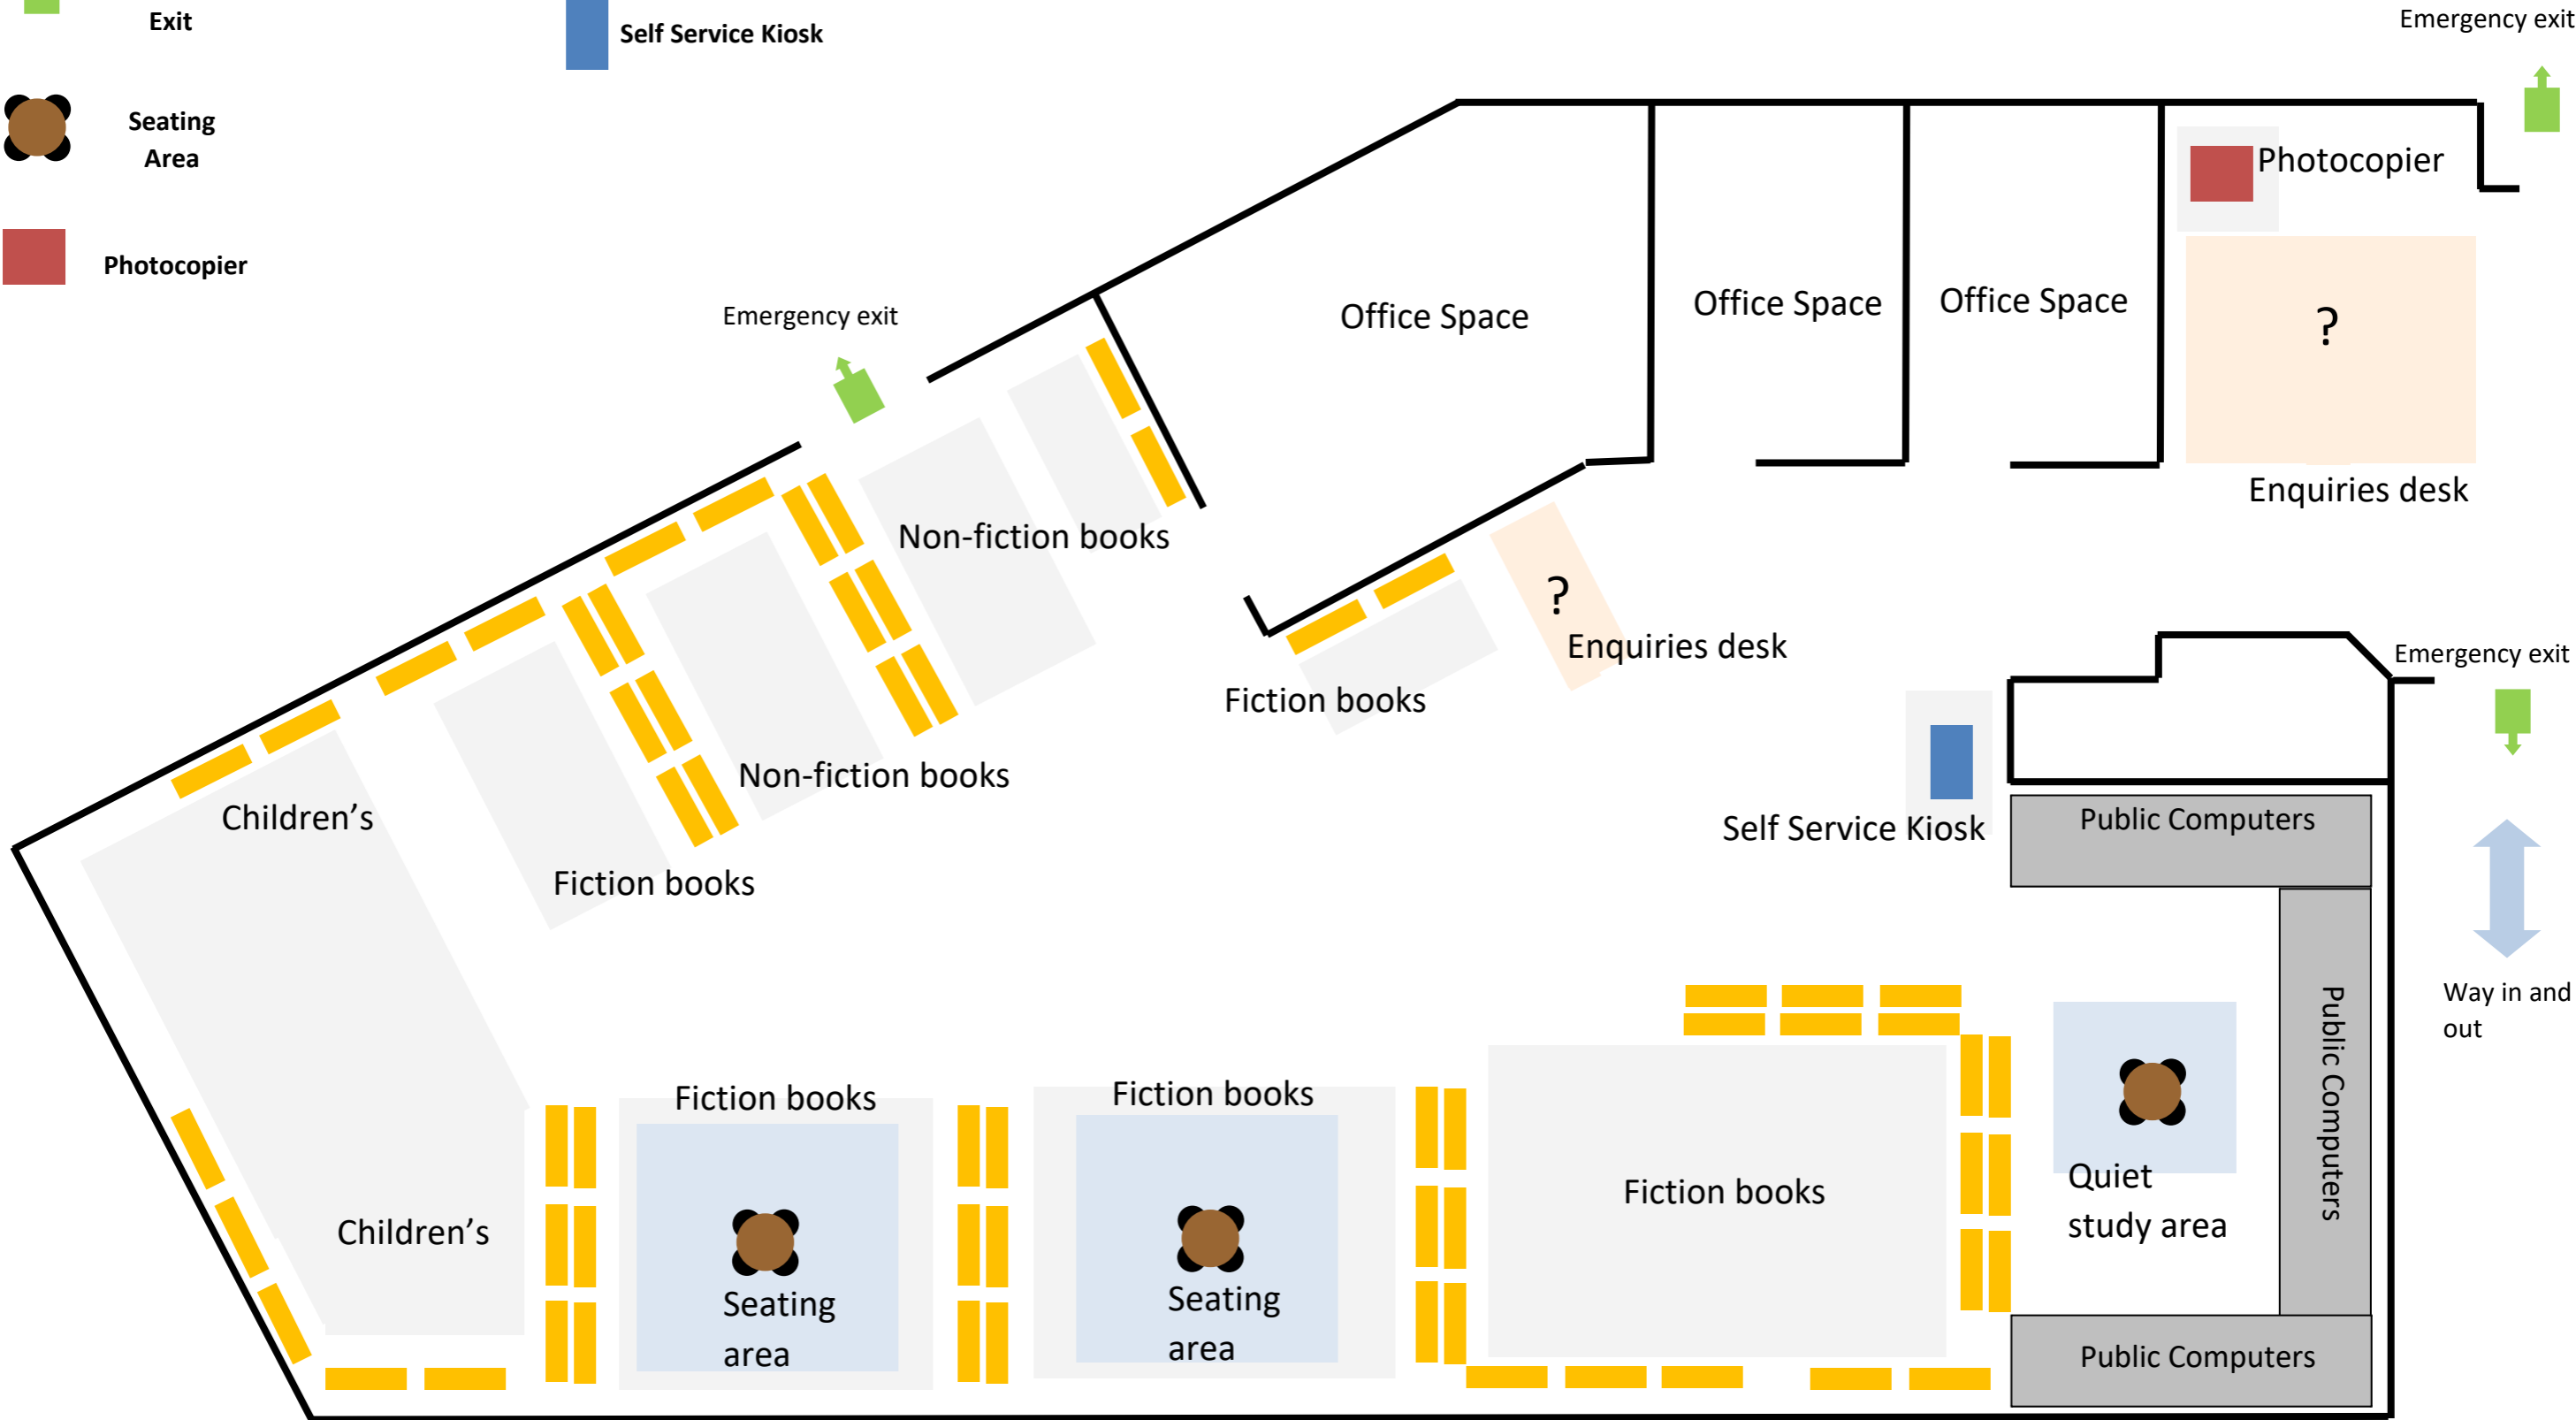 Exit
Self Service Kiosk
Emergency exit
Seating
Area
Photocopier
Photocopier
Emergency exit
Office Space
Office Space
Office Space
?
Enquiries desk
Non-fiction books
?
Enquiries desk
Emergency exit
Fiction books
Non-fiction books
Children's
Self Service Kiosk
Public Computers
Fiction books
Way in and
out
Public Computers
Fiction books
Fiction books
Fiction books
Quiet
study area
Children's
Seating
area
Seating
area
Public Computers